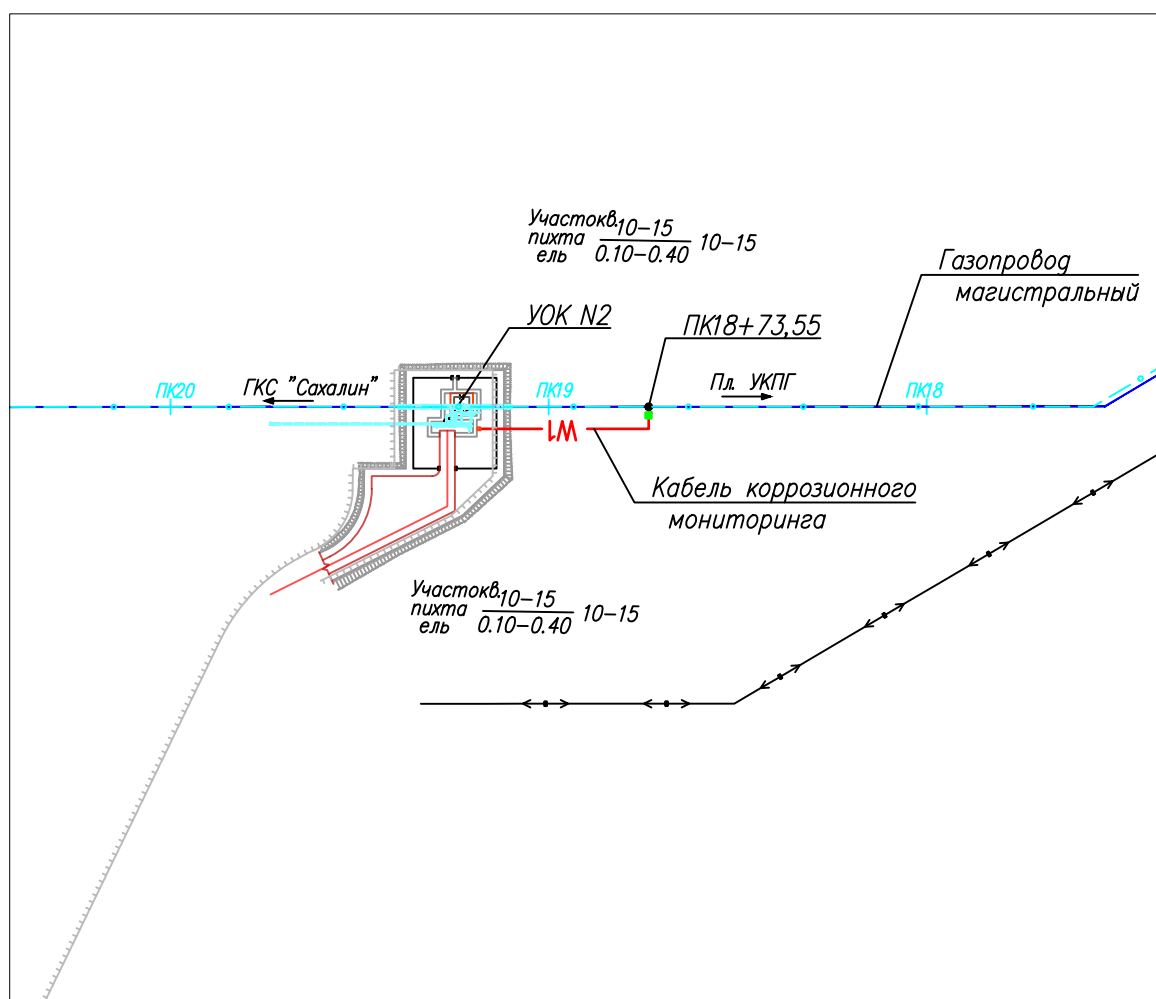 Участокв.
пихта
ель
10-15
0.10-0.40
10-15
Газопровод
магистральный
УОК N2
ПК18+73,55
ПК20
ГКС "Сахалин"
ПК19
Пл. УКПГ
ПК18
W1
Кабель коррозионного
мониторинга
Участокв.
пихта
ель
10-15
0.10-0.40
10-15